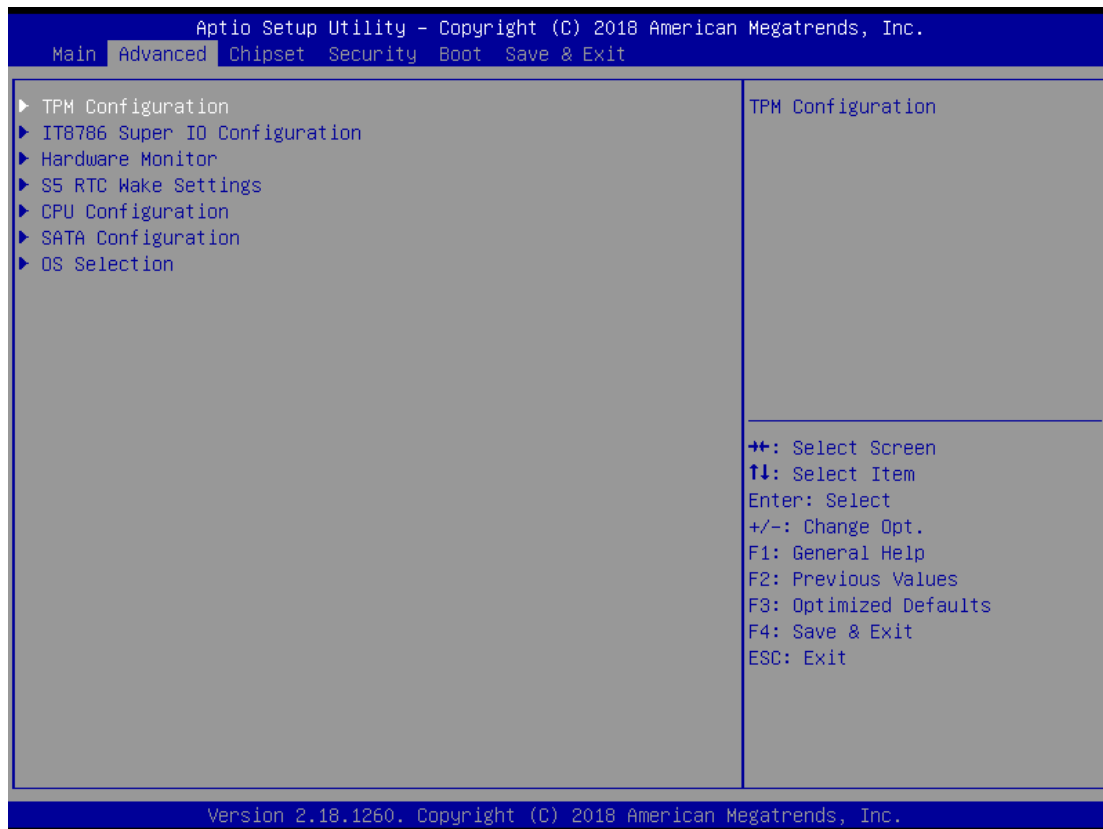 Aptio Setup Utility – Copyright (C) 2018 American Megatrends, Inc.
Main Advanced Chipset Security Boot Save & Exit
▶ TPM Configuration
▶ IT8786 Super IO Configuration
▶ Hardware Monitor
▶ S5 RTC Wake Settings
▶ CPU Configuration
▶ SATA Configuration
▶ OS Selection
TPM Configuration
→←: Select Screen
↑↓: Select Item
Enter: Select
+/-: Change Opt.
F1: General Help
F2: Previous Values
F3: Optimized Defaults
F4: Save & Exit
ESC: Exit
Version 2.18.1260. Copyright (C) 2018 American Megatrends, Inc.